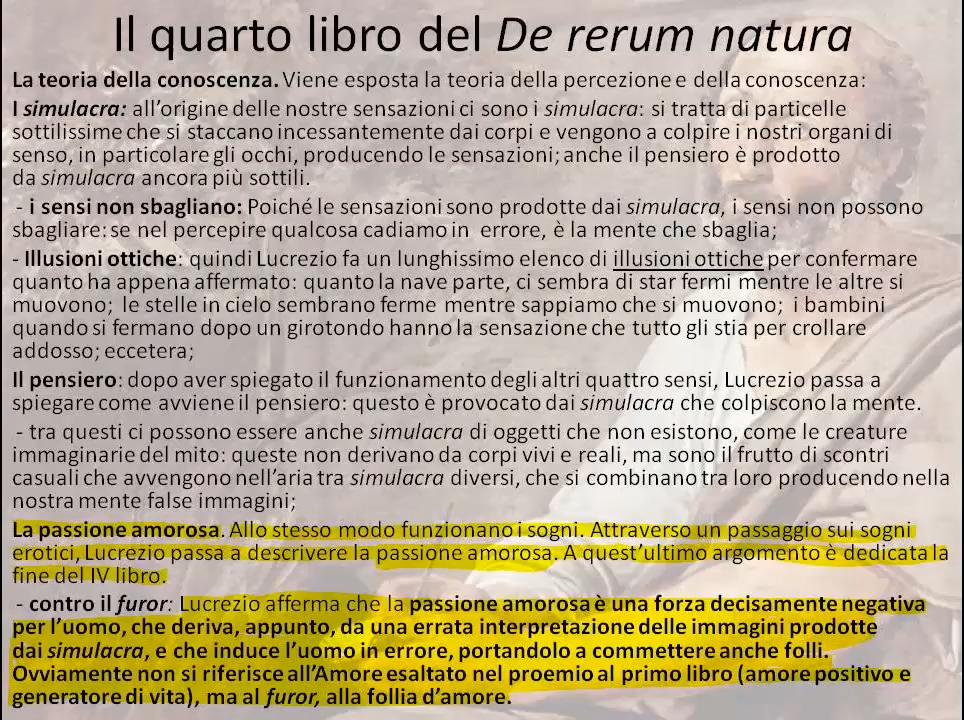 Il quarto libro del De rerum natura
La teoria della conoscenza. Viene esposta la teoria della percezione e della conoscenza:
I simulacra: all'origine delle nostre sensazioni ci sono i simulacra: si tratta di particelle
sottilissime che si staccano incessantemente dai corpi e vengono a colpire i nostri organi di
senso, in particolare gli occhi, producendo le sensazioni; anche il pensiero è prodotto
da simulacra ancora più sottili.
- i sensi non sbagliano: Poiché le sensazioni sono prodotte dai simulacra, i sensi non possono
sbagliare: se nel percepire qualcosa cadiamo in errore, è la mente che sbaglia;
- Illusioni ottiche: quindi Lucrezio fa un lunghissimo elenco di illusioni ottiche per confermare
quanto ha appena affermato: quanto la nave parte, ci sembra di star fermi mentre le altre si
muovono; le stelle in cielo sembrano ferme mentre sappiamo che si muovono; i bambini
quando si fermano dopo un girotondo hanno la sensazione che tutto gli stia per crollare
addosso; eccetera;
Il pensiero: dopo aver spiegato il funzionamento degli altri quattro sensi, Lucrezio passa a
spiegare come avviene il pensiero: questo è provocato dai simulacra che colpiscono la mente.
- tra questi ci possono essere anche simulacra di oggetti che non esistono, come le creature
immaginarie del mito: queste non derivano da corpi vivi e reali, ma sono il frutto di scontri
casuali che avvengono nell'aria tra simulacra diversi, che si combinano tra loro producendo nella
nostra mente false immagini;
La passione amorosa. Allo stesso modo funzionano i sogni. Attraverso un passaggio sui sogni
erotici, Lucrezio passa a descrivere la passione amorosa. A quest'ultimo argomento è dedicata la
fine del IV libro.
- contro il furor: Lucrezio afferma che la passione amorosa è una forza decisamente negativa
per l'uomo, che deriva, appunto, da una errata interpretazione delle immagini prodotte
dai simulacra, e che induce l'uomo in errore, portandolo a commettere anche folli.
Ovviamente non si riferisce all'Amore esaltato nel proemio al primo libro (amore positivo e
generatore di vita), ma al furor, alla follia d'amore.